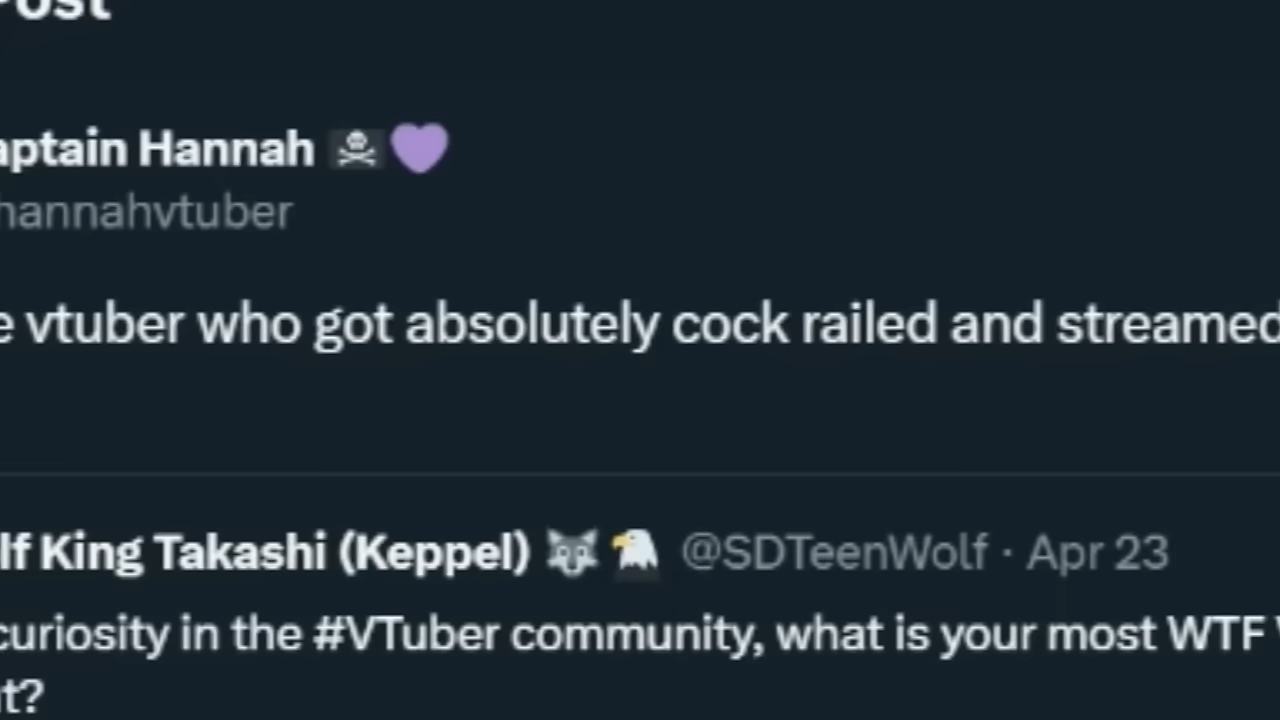 Post
aptain Hannah ☠💜
hannahvtuber
e vtuber who got absolutely cock railed and streamed
lf King Takashi (Keppel) 🐺🦅 @SDTeenWolf · Apr 23
curiosity in the #VTuber community, what is your most WTF
t?